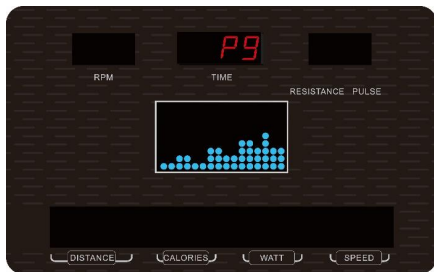 P9
RPM
TIME
RESISTANCE PULSE
DISTANCE CALORIES WATT SPEED